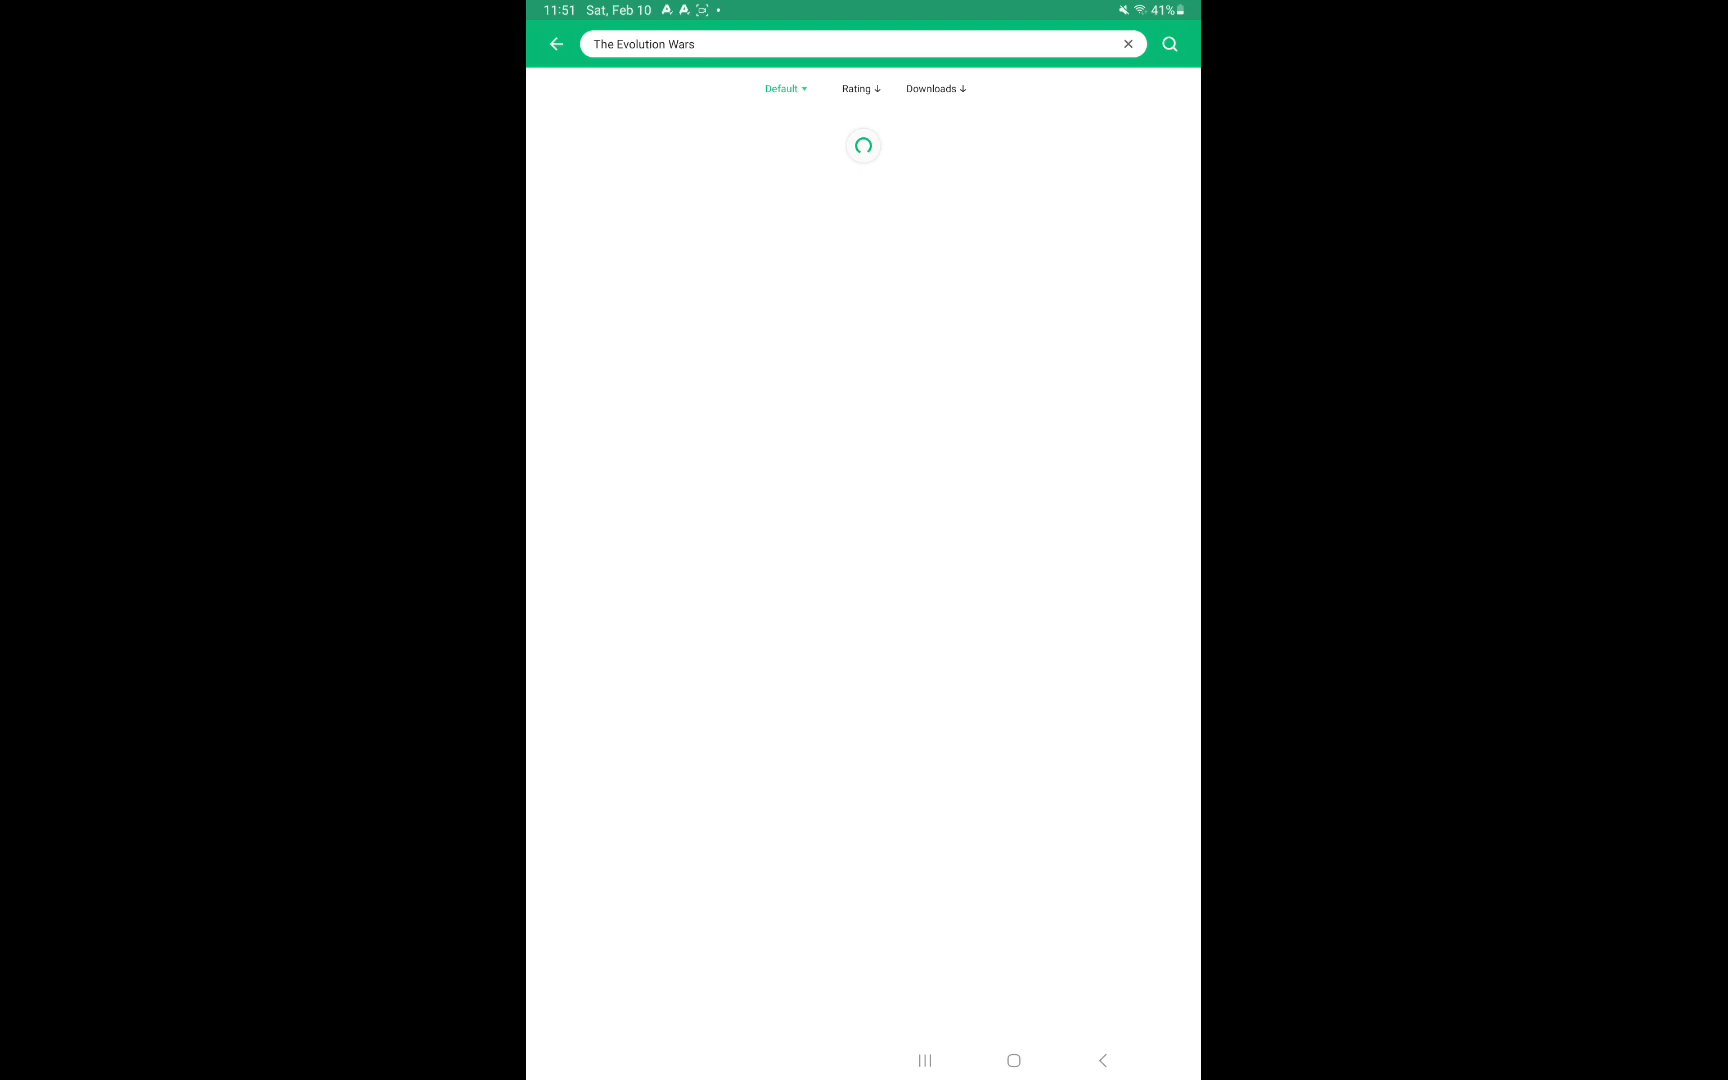 11:51 Sat, Feb 10 41%
The Evolution Wars
Default Rating Downloads